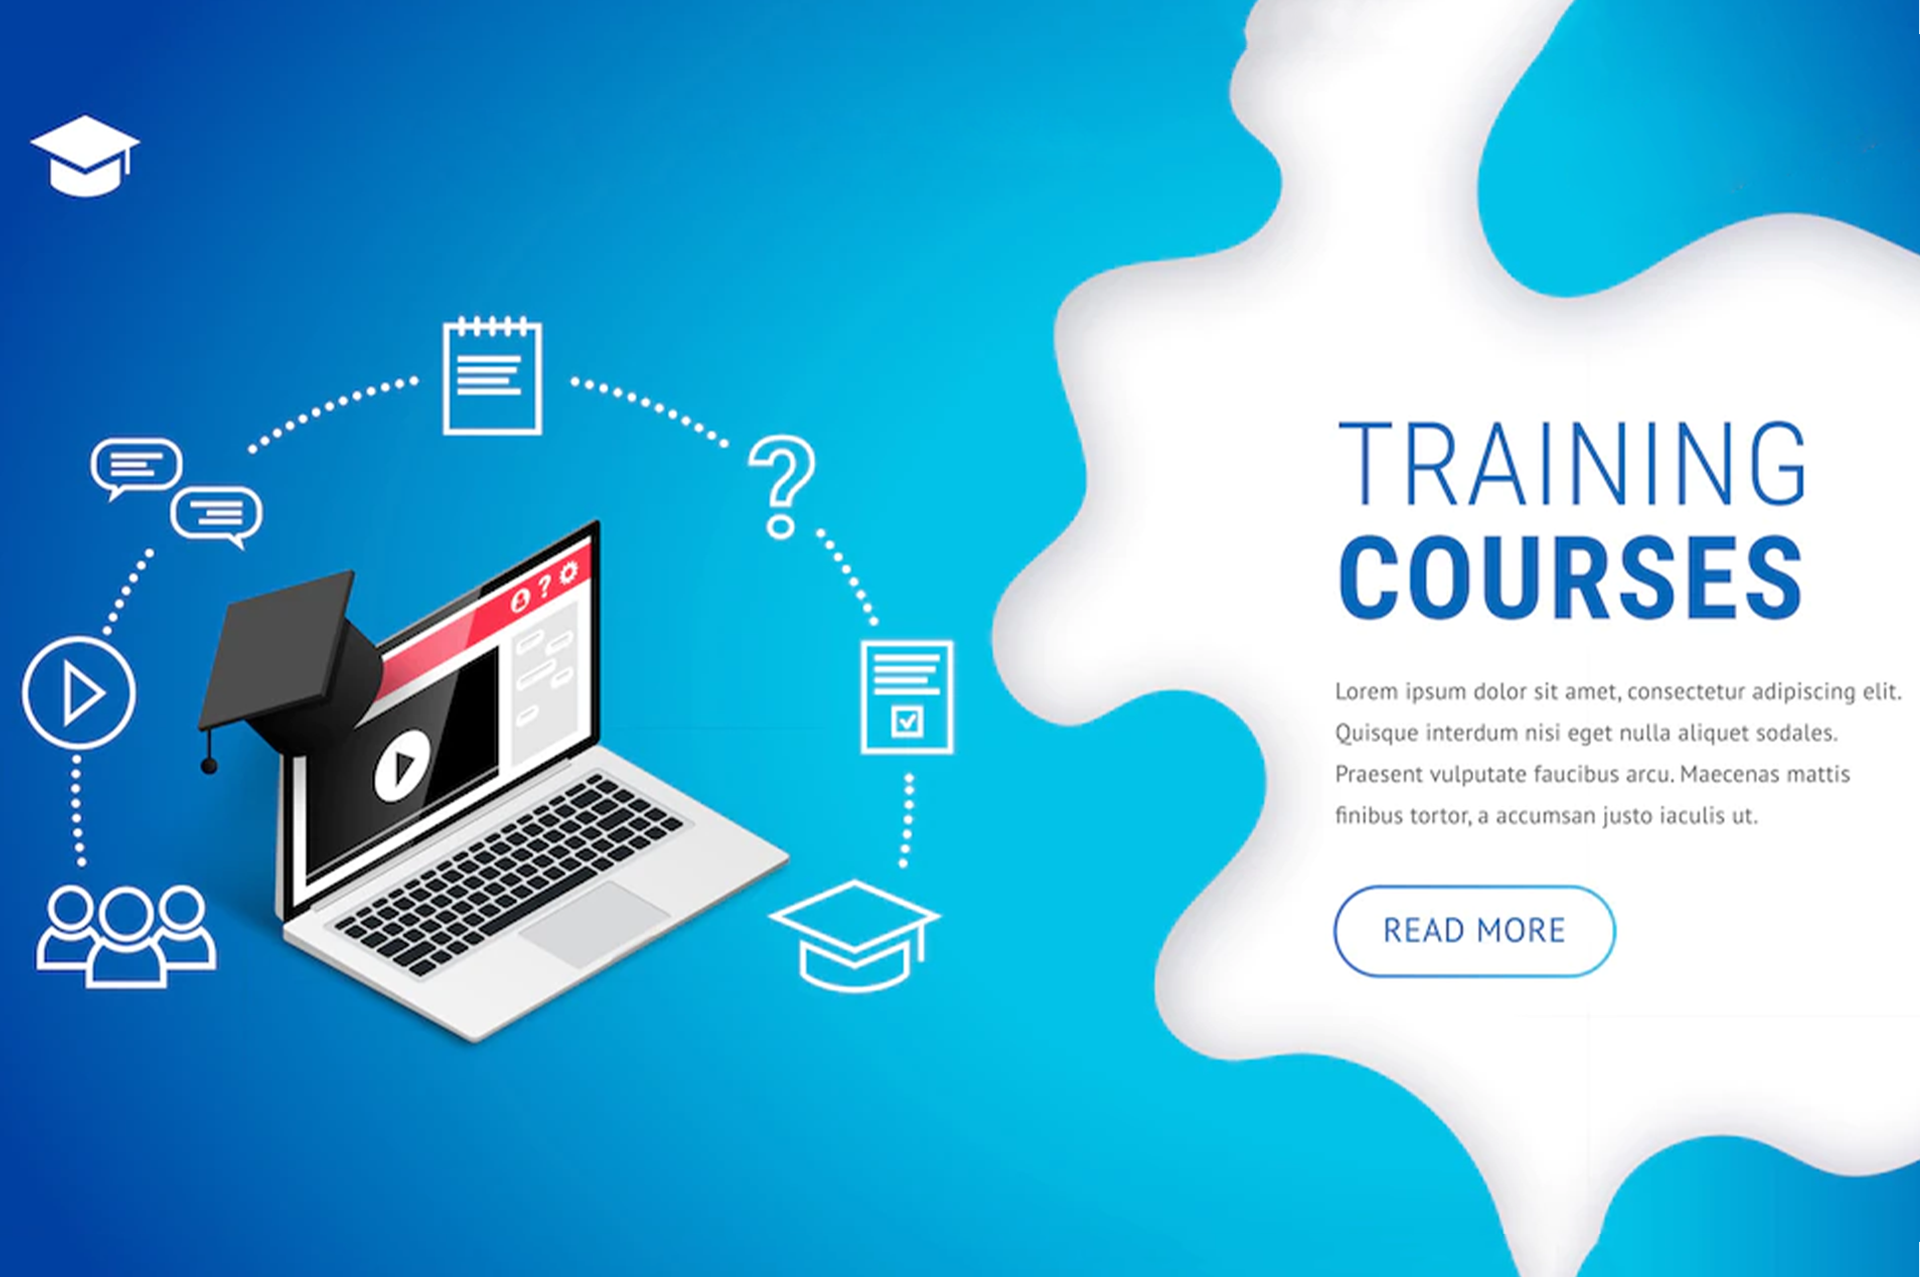 TRAINING
COURSES
Lorem ipsum dolor sit amet, consectetur adipiscing elit.
Quisque interdum nisi eget nulla aliquet sodales.
Praesent vulputate faucibus arcu. Maecenas mattis
finibus tortor, a accumsan justo iaculis ut.
READ MORE